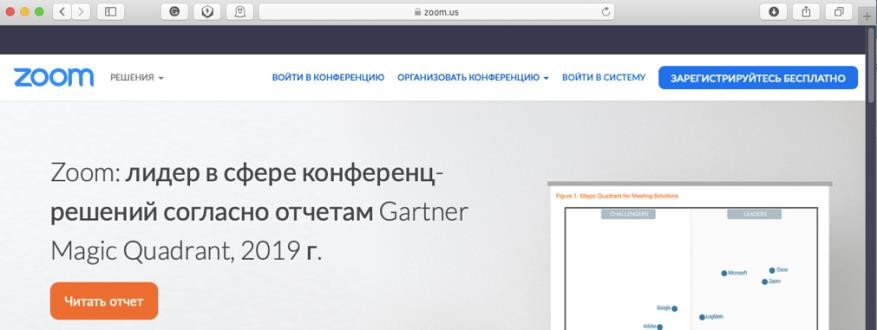 zoom.us
zoom РЕШЕНИЯ ВОЙТИ В КОНФЕРЕНЦИЮ ОРГАНИЗОВАТЬ КОНФЕРЕНЦИЮ ВОЙТИ В СИСТЕМУ ЗАРЕГИСТРИРУЙТЕСЬ БЕСПЛАТНО
Zoom: лидер в сфере конференц-
решений согласно отчетам Gartner
Magic Quadrant, 2019 г.
Читать отчет
Figure 1. Magic Quadrant for Meeting Solutions
CHALLENGERS LEADERS
Microsoft Cisco
Zoom
Google
LogMeIn
Adobe